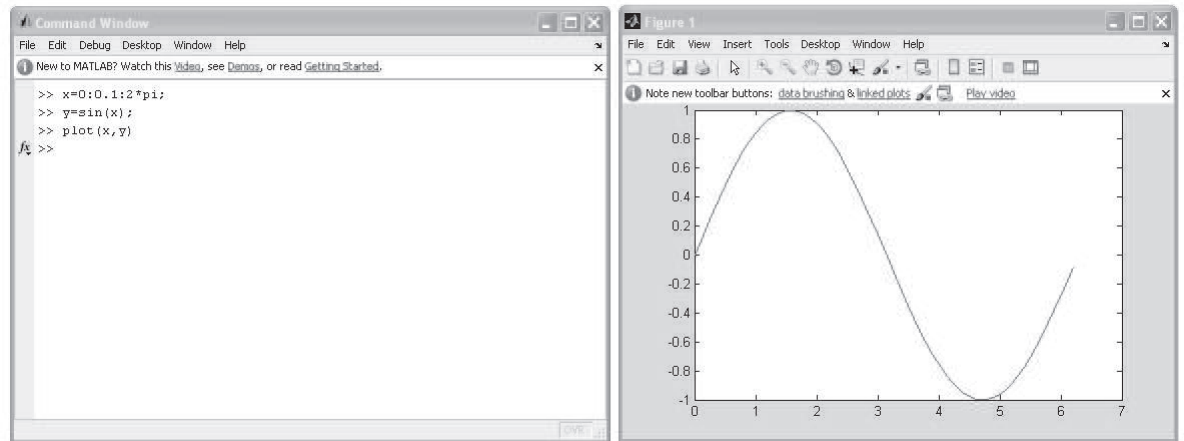 Command Window
File Edit Debug Desktop Window Help
New to MATLAB? Watch this Video, see Demos, or read Getting Started.
>> x=0:0.1:2*pi;
>> y=sin(x);
>> plot(x,y)
fx >>
OVR
Figure 1
File Edit View Insert Tools Desktop Window Help
Note new toolbar buttons: data brushing & linked plots Play video
1
0.8
0.6
0.4
0.2
0
-0.2
-0.4
-0.6
-0.8
-1
0 1 2 3 4 5 6 7